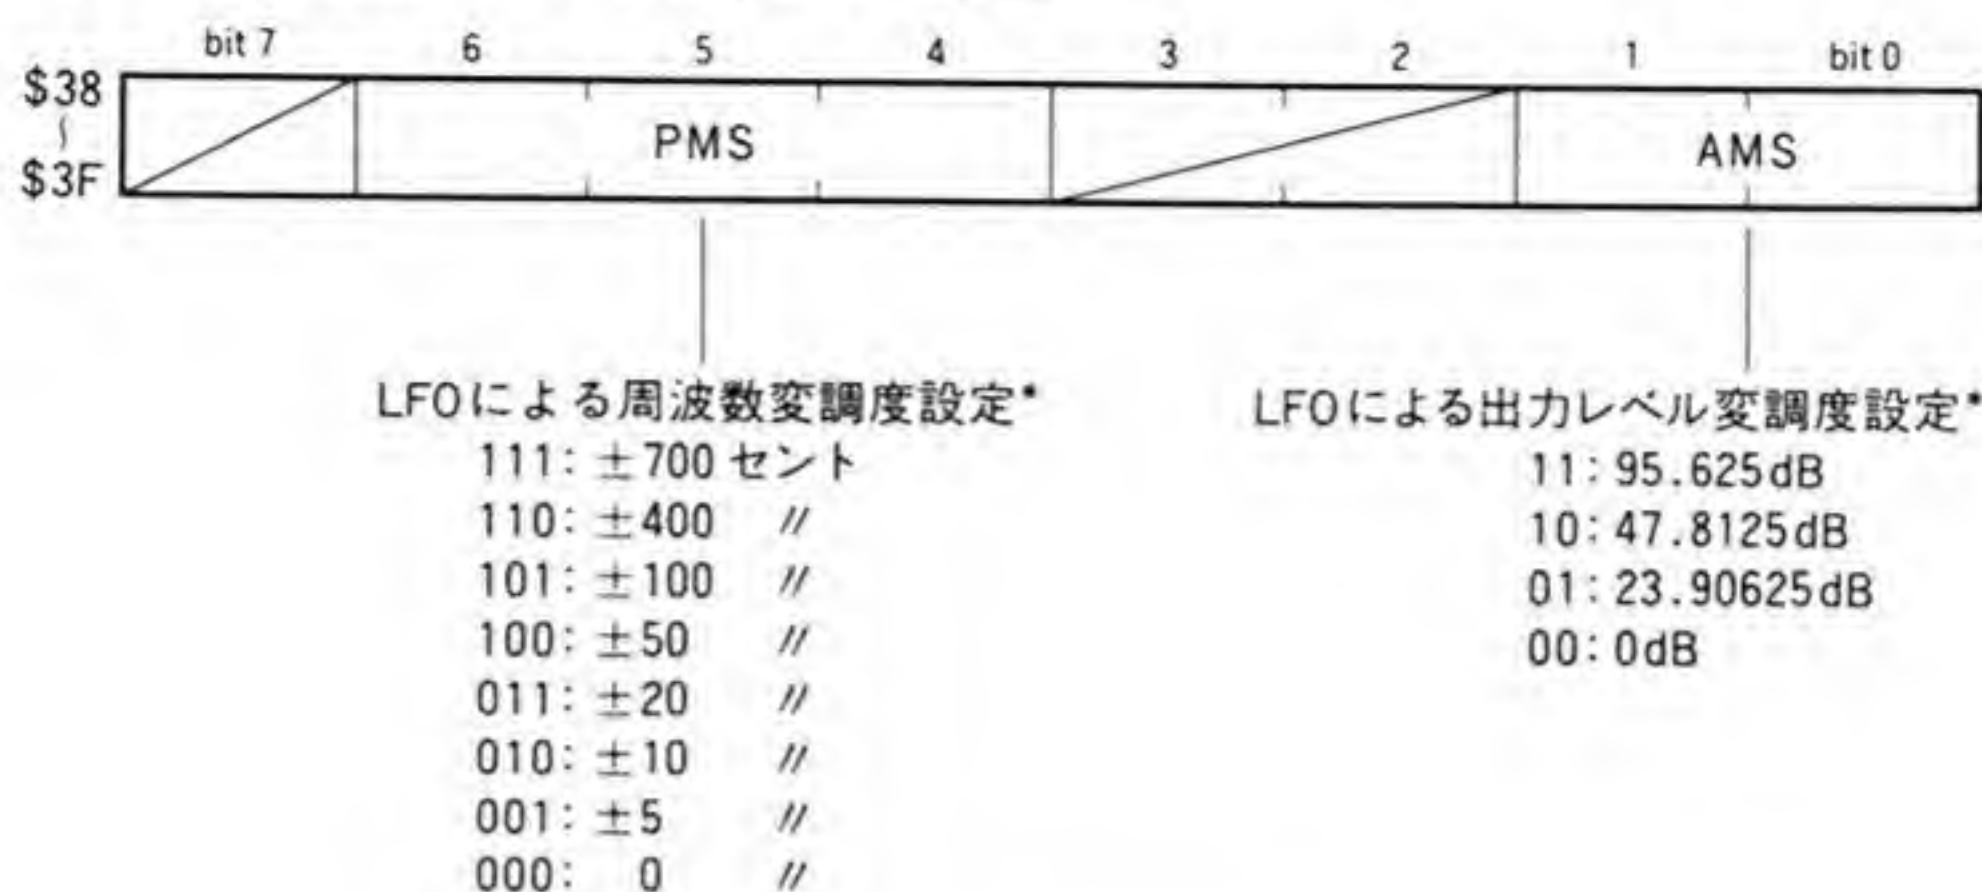 bit 7 6 5 4 3 2 1 bit 0
$38
〜
$3F
PMS
AMS
LFOによる周波数変調度設定*
111: ±700 セント
110: ±400 〃
101: ±100 〃
100: ±50 〃
011: ±20 〃
010: ±10 〃
001: ±5 〃
000: 0 〃
LFOによる出力レベル変調度設定*
11: 95.625dB
10: 47.8125dB
01: 23.90625dB
00: 0dB